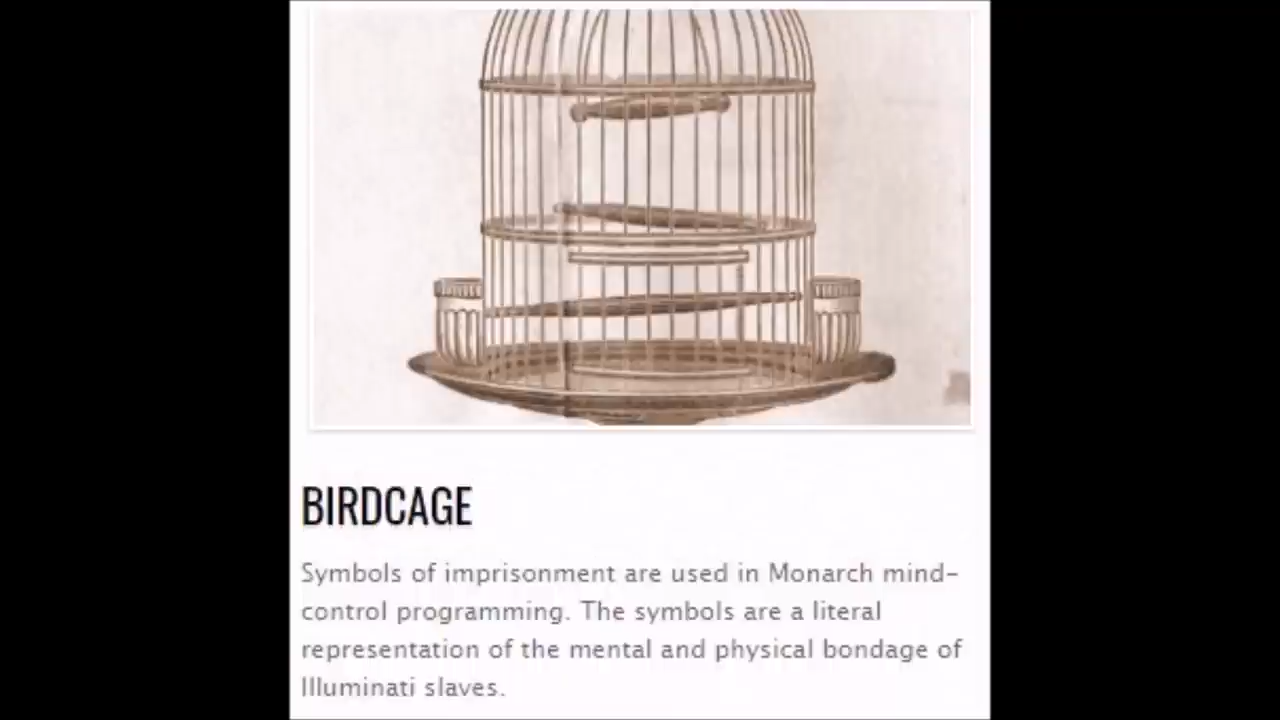 BIRDCAGE
Symbols of imprisonment are used in Monarch mind-
control programming. The symbols are a literal
representation of the mental and physical bondage of
Illuminati slaves.